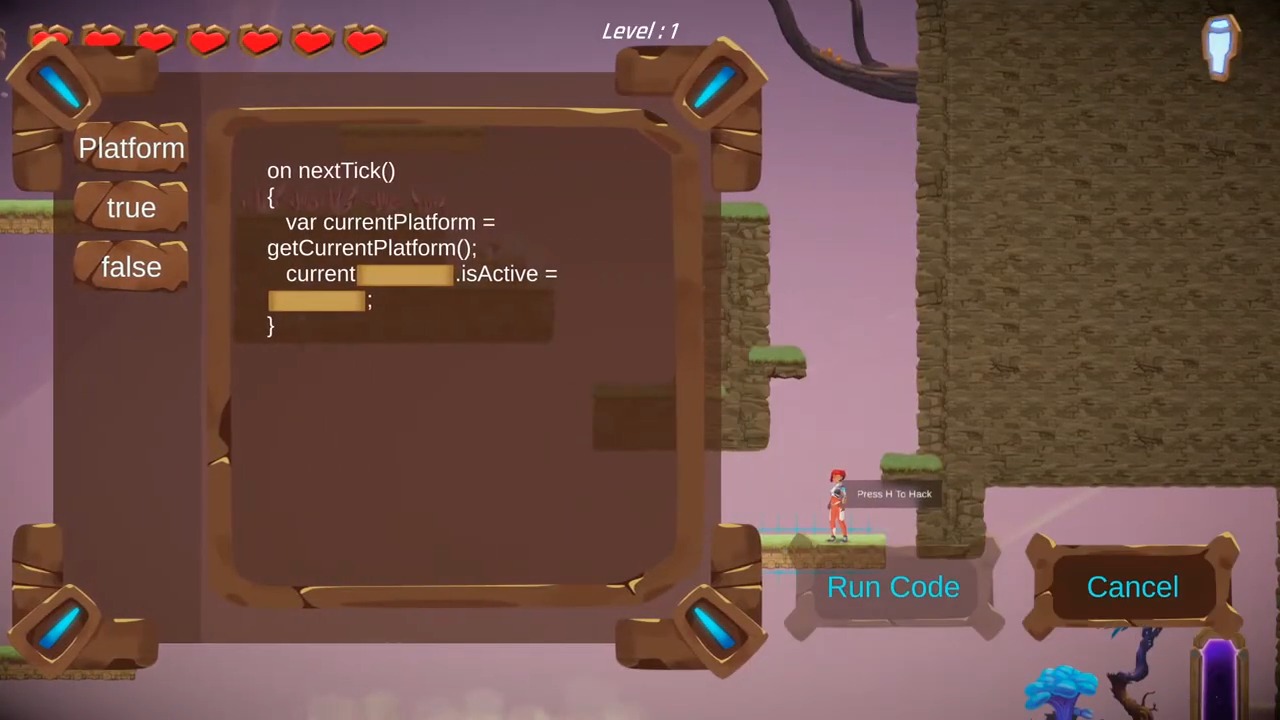 Level : 1
Platform
true
false
on nextTick()
{
var currentPlatform =
getCurrentPlatform();
current .isActive =
;
}
Press H To Hack
Run Code
Cancel